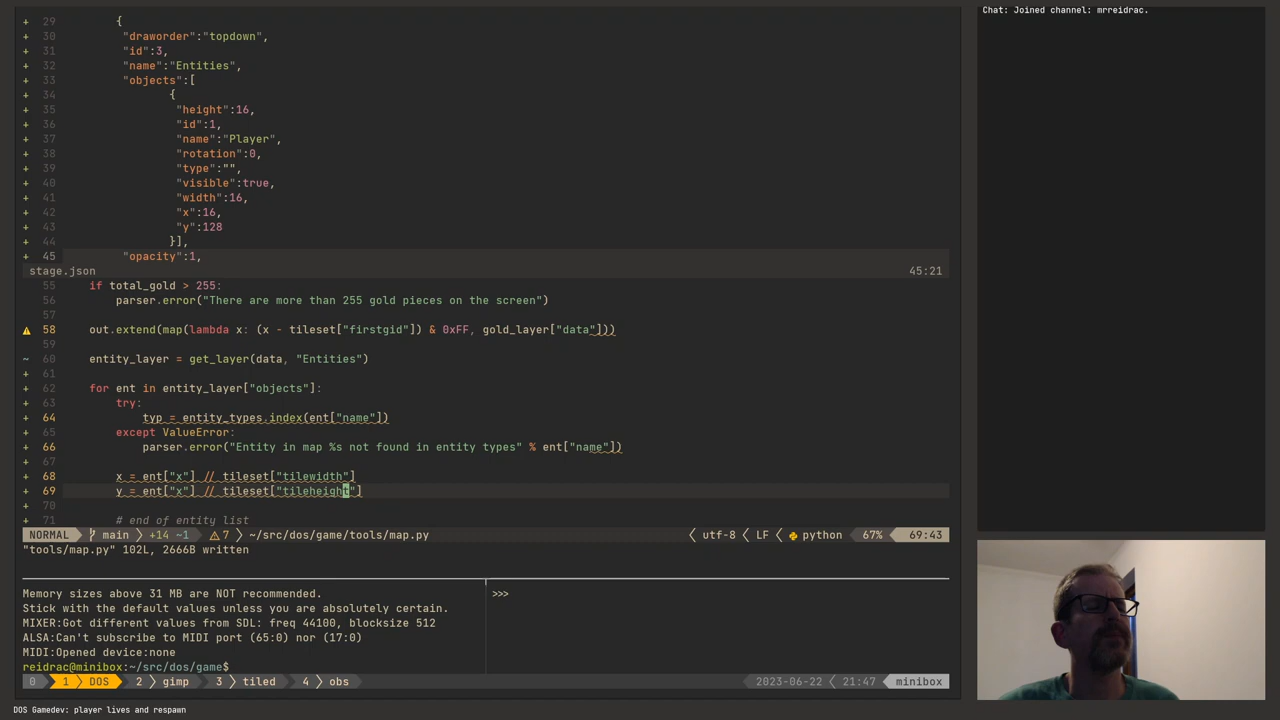 Chat: Joined channel: mrreidrac.
+ 29 {
+ 30 "draworder":"topdown",
+ 31 "id":3,
+ 32 "name":"Entities",
+ 33 "objects":[
+ 34 {
+ 35 "height":16,
+ 36 "id":1,
+ 37 "name":"Player",
+ 38 "rotation":0,
+ 39 "type":"",
+ 40 "visible":true,
+ 41 "width":16,
+ 42 "x":16,
+ 43 "y":128
+ 44 }],
+ 45 "opacity":1,
stage.json 45:21
55 if total_gold > 255:
56 parser.error("There are more than 255 gold pieces on the screen")
57
58 out.extend(map(lambda x: (x - tileset["firstgid"]) & 0xFF, gold_layer["data"]))
59
~ 60 entity_layer = get_layer(data, "Entities")
+ 61
+ 62 for ent in entity_layer["objects"]:
+ 63 try:
+ 64 typ = entity_types.index(ent["name"])
+ 65 except ValueError:
+ 66 parser.error("Entity in map %s not found in entity types" % ent["name"])
+ 67
+ 68 x = ent["x"] // tileset["tilewidth"]
+ 69 y = ent["x"] // tileset["tileheight"]
+ 70
+ 71 # end of entity list
NORMAL main +14 ~1 7 ~/src/dos/game/tools/map.py utf-8 LF python 67% 69:43
"tools/map.py" 102L, 2666B written
Memory sizes above 31 MB are NOT recommended.
Stick with the default values unless you are absolutely certain.
MIXER:Got different values from SDL: freq 44100, blocksize 512
ALSA:Can't subscribe to MIDI port (65:0) nor (17:0)
MIDI:Opened device:none
reidrac@minibox:~/src/dos/game$
>>>
0 1 DOS 2 gimp 3 tiled 4 obs 2023-06-22 21:47 minibox
DOS Gamedev: player lives and respawn